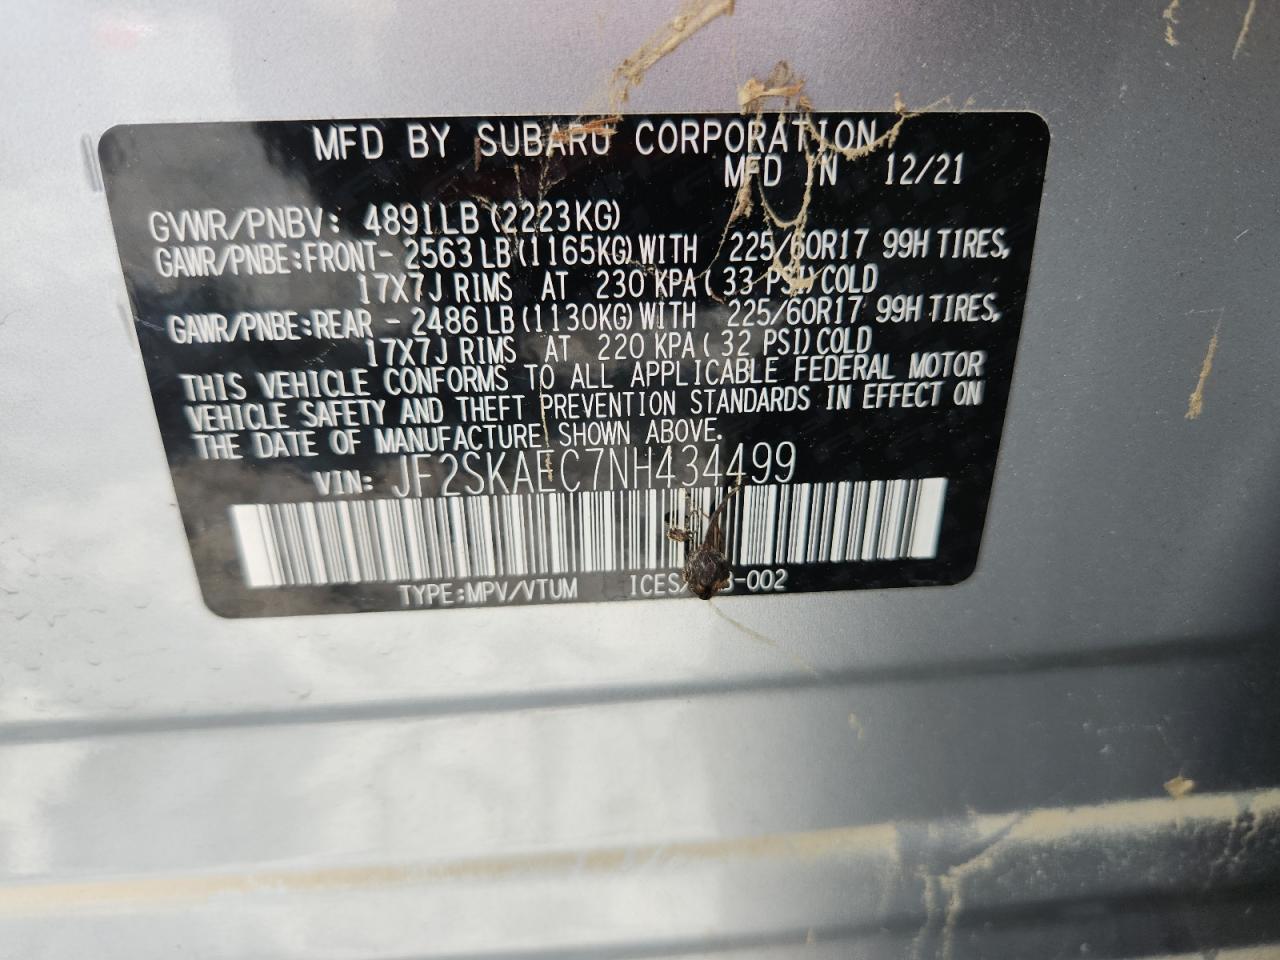 MFD BY SUBARU CORPORATION
MFD IN 12/21
GVWR/PNBV: 4891LB (2223KG)
GAWR/PNBE:FRONT- 2563 LB (1165KG) WITH 225/60R17 99H TIRES,
17X7J RIMS AT 230 KPA ( 33 PSI) COLD
GAWR/PNBE:REAR - 2486 LB (1130KG) WITH 225/60R17 99H TIRES,
17X7J RIMS AT 220 KPA ( 32 PSI) COLD
THIS VEHICLE CONFORMS TO ALL APPLICABLE FEDERAL MOTOR
VEHICLE SAFETY AND THEFT PREVENTION STANDARDS IN EFFECT ON
THE DATE OF MANUFACTURE SHOWN ABOVE.
VIN: JF2SKAEC7NH434499
TYPE:MPV/VTUM